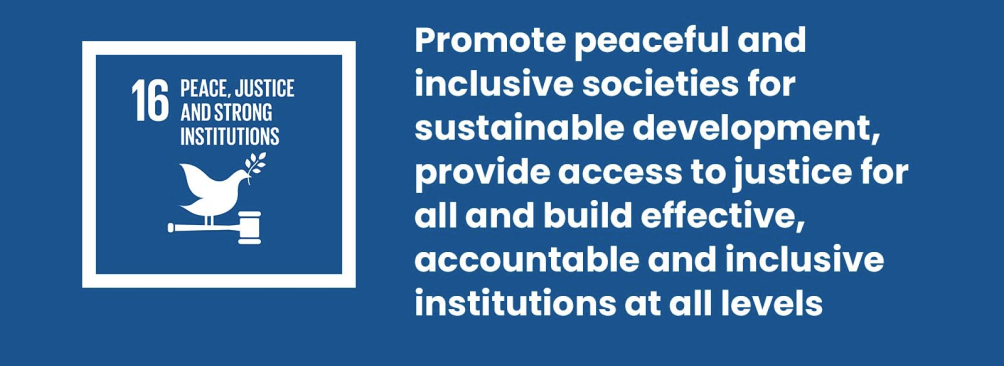 16
PEACE, JUSTICE
AND STRONG
INSTITUTIONS
Promote peaceful and
inclusive societies for
sustainable development,
provide access to justice for
all and build effective,
accountable and inclusive
institutions at all levels